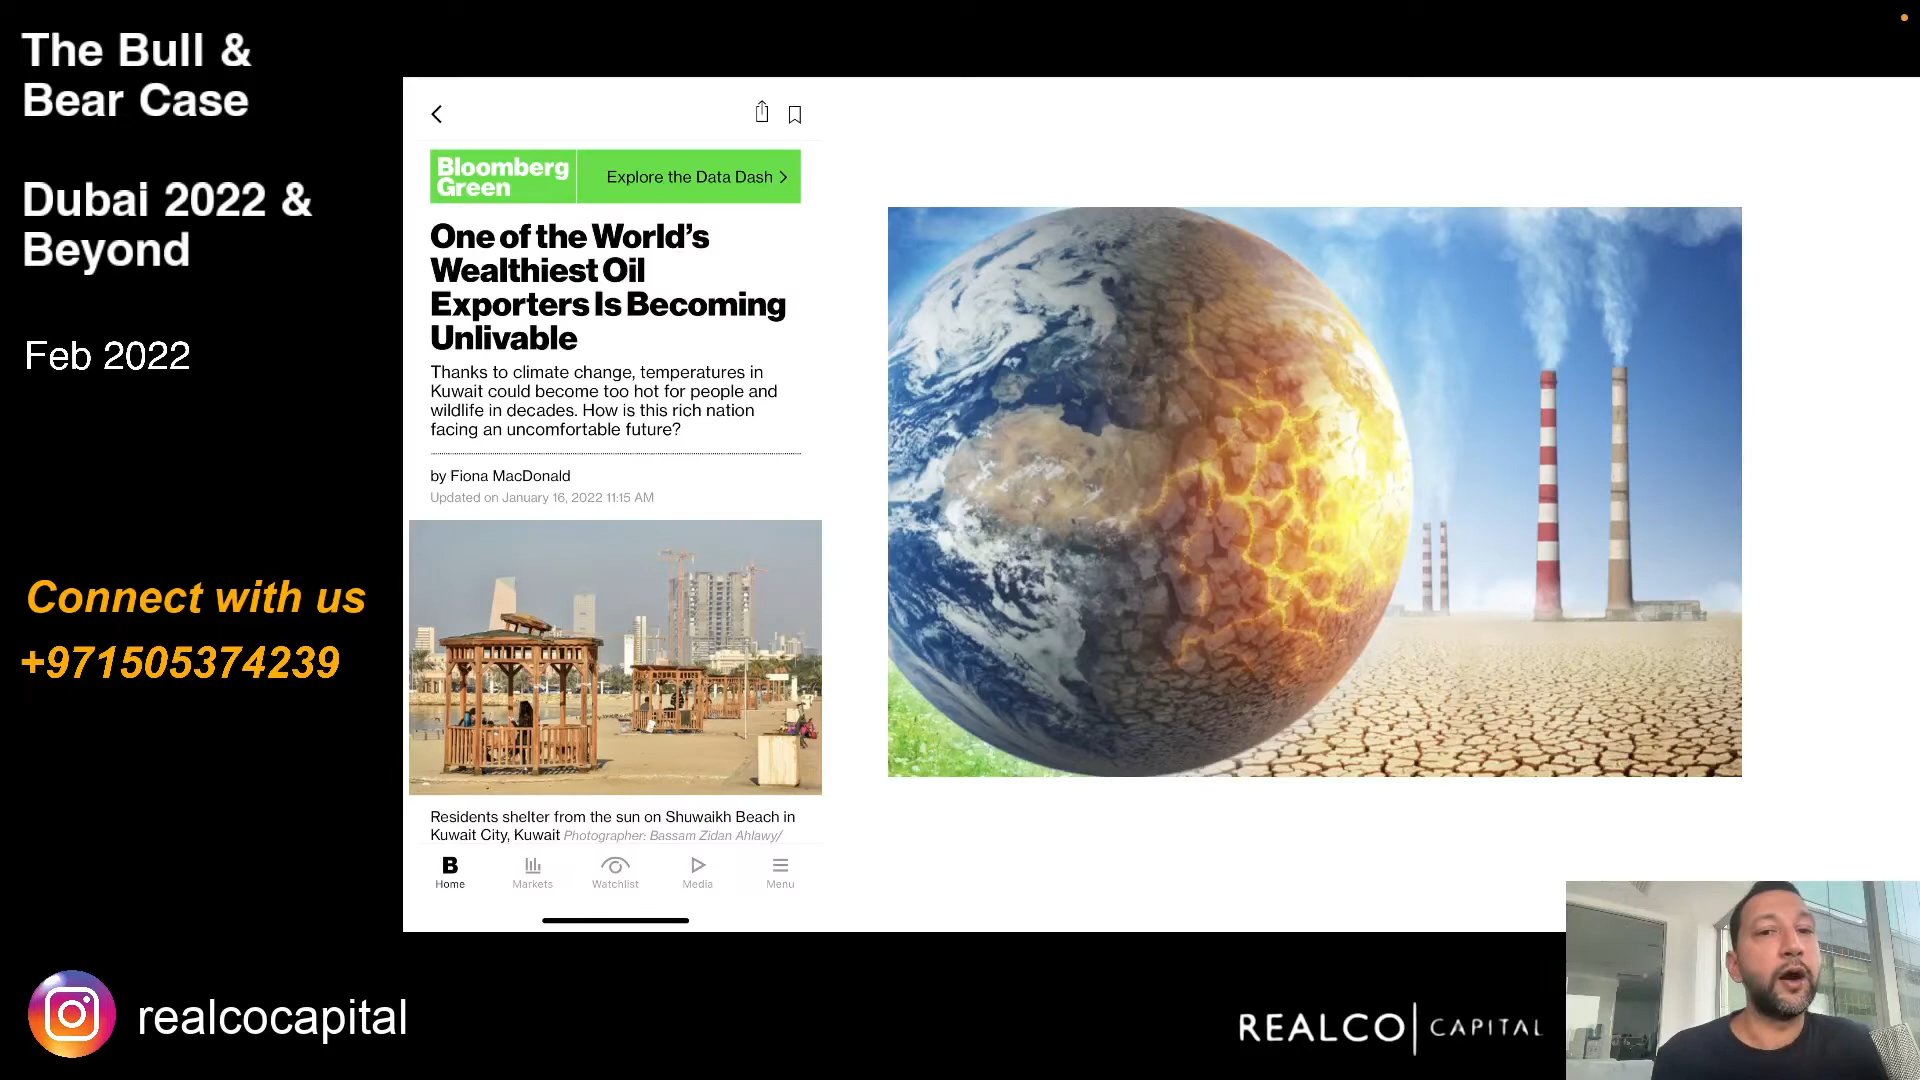 The Bull &
Bear Case
Dubai 2022 &
Beyond
Feb 2022
Connect with us
+971505374239
realcocapital
Bloomberg
Green
Explore the Data Dash >
One of the World’s
Wealthiest Oil
Exporters Is Becoming
Unlivable
Thanks to climate change, temperatures in
Kuwait could become too hot for people and
wildlife in decades. How is this rich nation
facing an uncomfortable future?
by Fiona MacDonald
Updated on January 16, 2022 11:15 AM
Residents shelter from the sun on Shuwaikh Beach in
Kuwait City, Kuwait Photographer: Bassam Zidan Ahlawy/
B
Home
Markets
Watchlist
Media
Menu
REALCO | CAPITAL